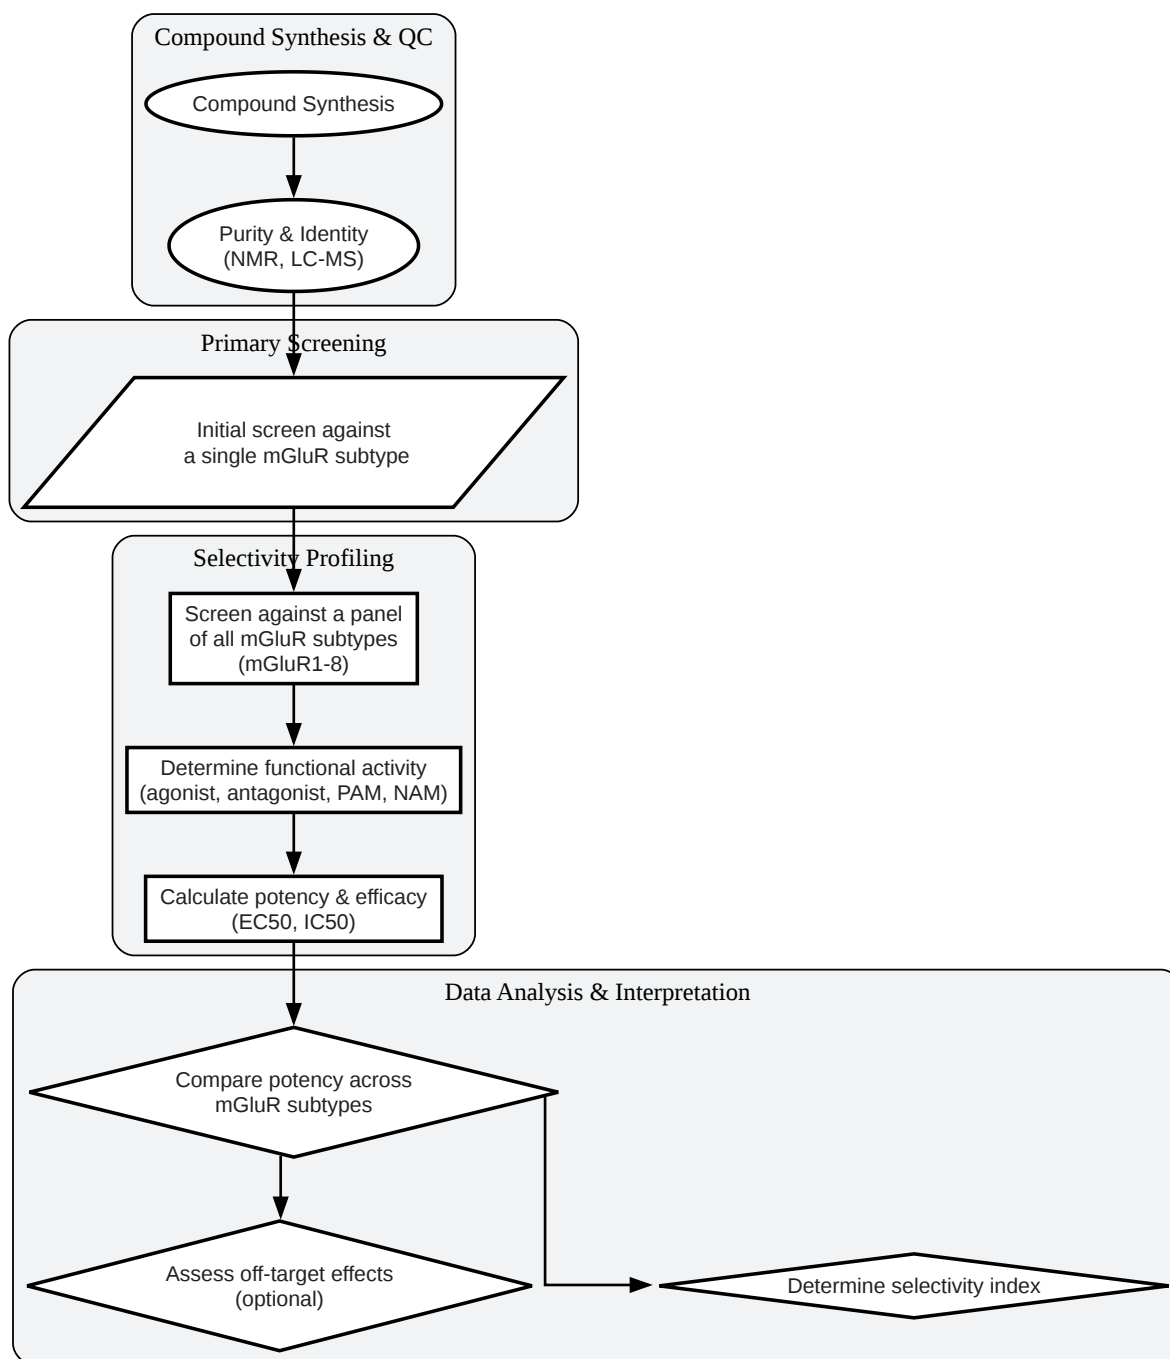 Compound Synthesis & QC
Compound Synthesis
Purity & Identity
(NMR, LC-MS)
Primary Screening
Initial screen against
a single mGluR subtype
Selectivity Profiling
Screen against a panel
of all mGluR subtypes
(mGluR1-8)
Determine functional activity
(agonist, antagonist, PAM, NAM)
Calculate potency & efficacy
(EC50, IC50)
Data Analysis & Interpretation
Compare potency across
mGluR subtypes
Assess off-target effects
(optional)
Determine selectivity index